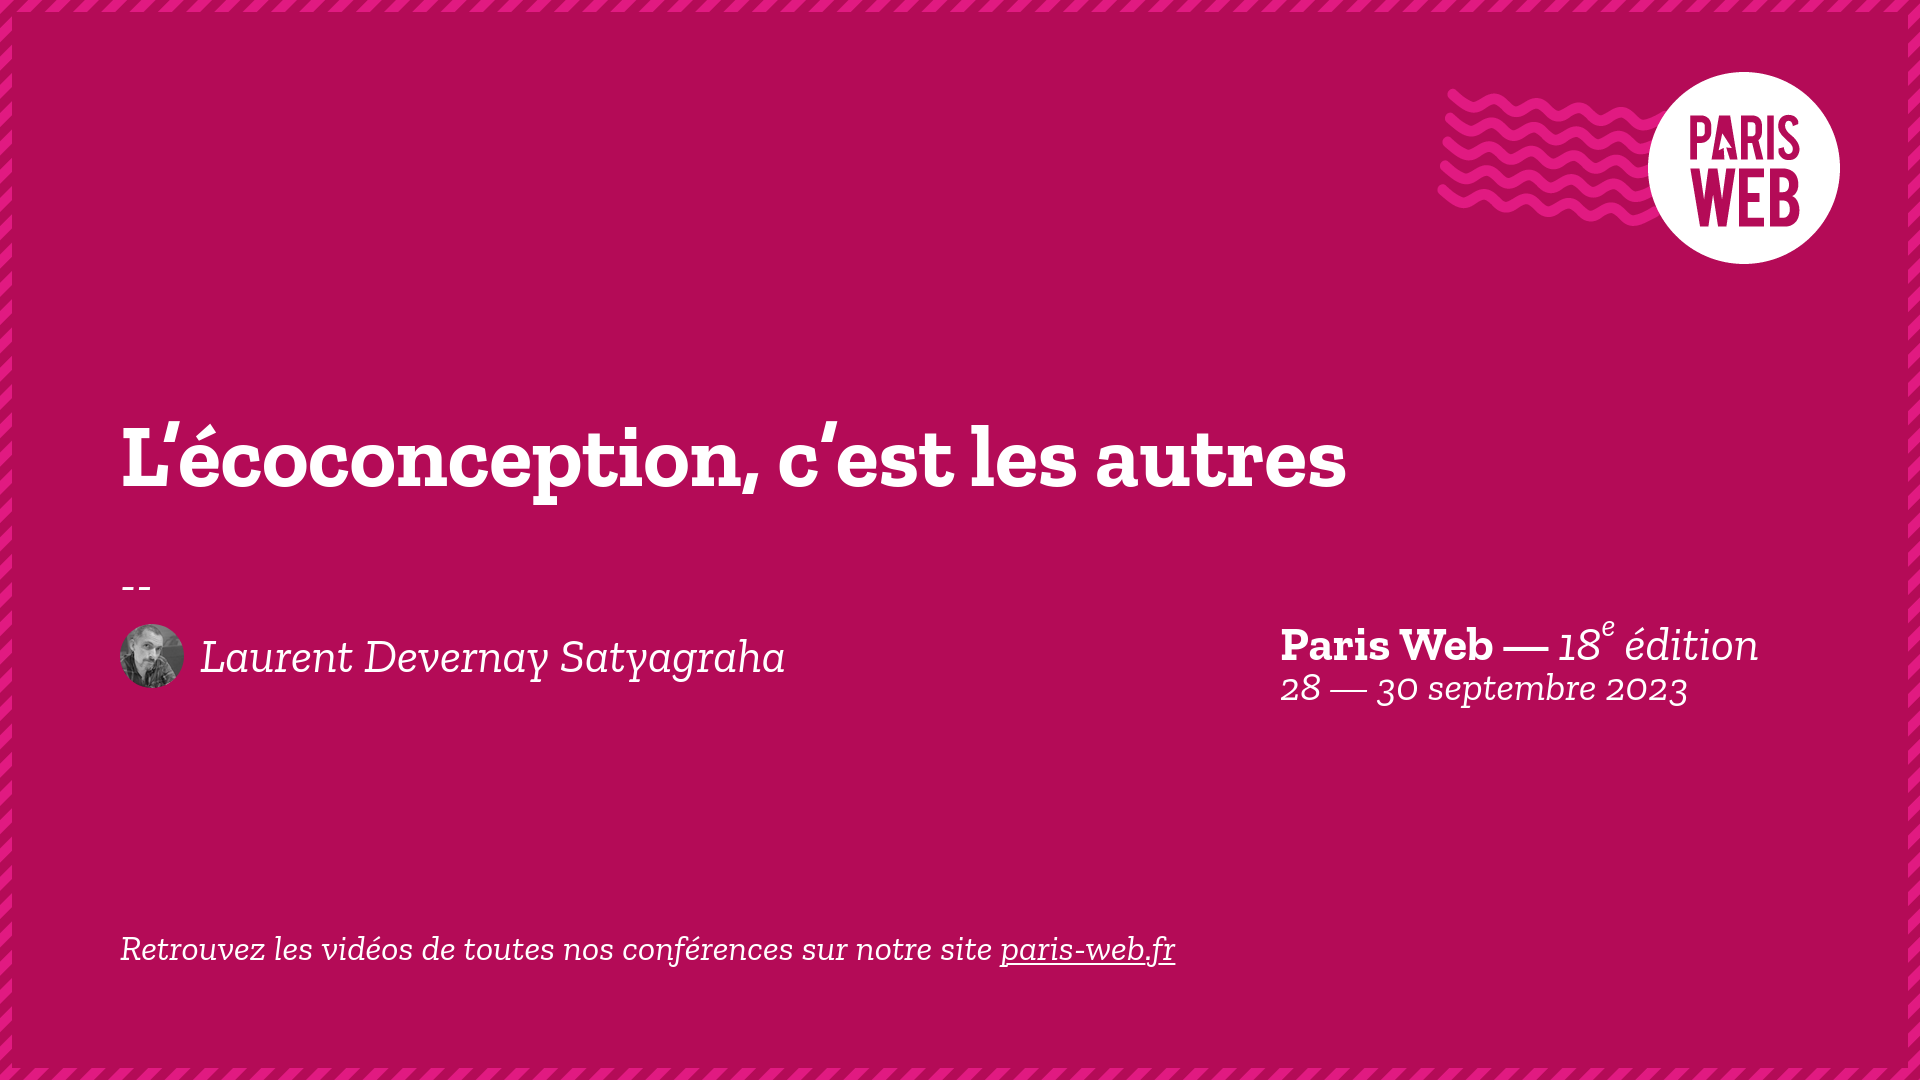 PARIS
WEB
L’écoconception, c’est les autres
--
Laurent Devernay Satyagraha
Paris Web — 18e édition
28 — 30 septembre 2023
Retrouvez les vidéos de toutes nos conférences sur notre site paris-web.fr